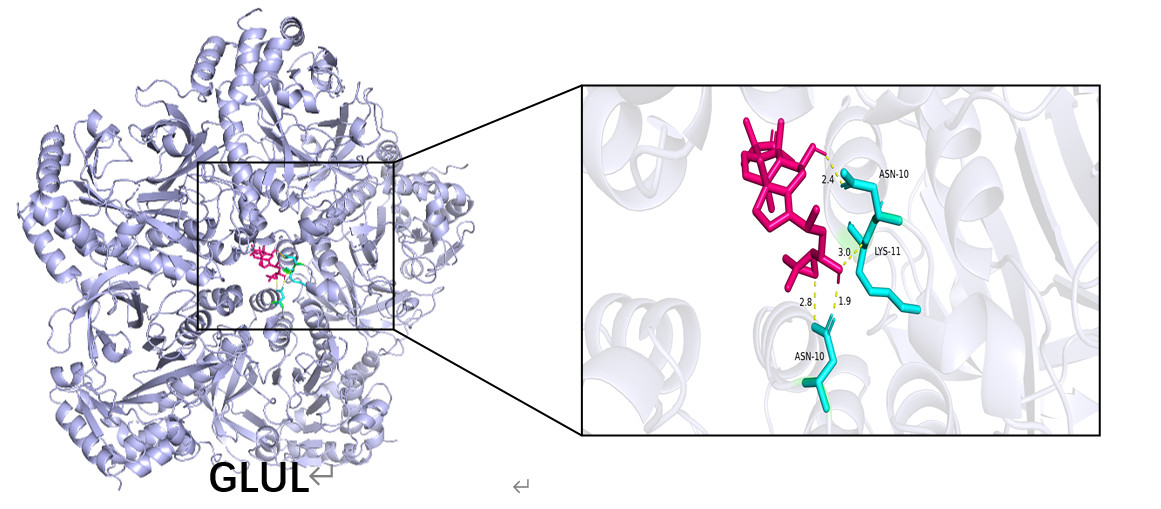 ASN-10
2.4
3.0
LYS-11
2.8
1.9
ASN-10
GLUL↵
↵